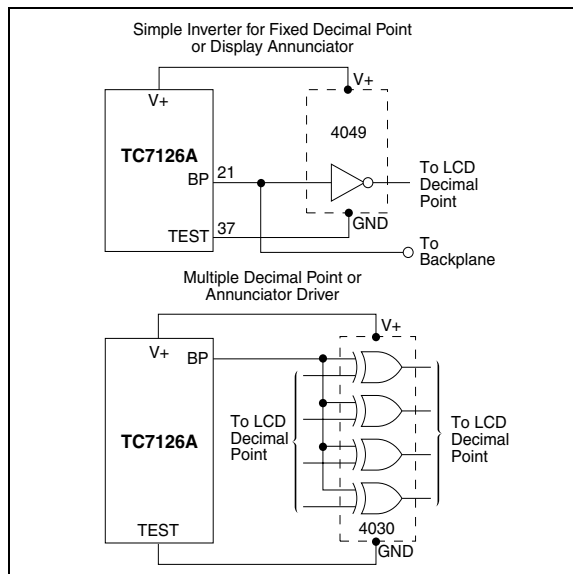 Simple Inverter for Fixed Decimal Point
or Display Annunciator
V+
V+
4049
TC7126A
BP
21
To LCD
Decimal
Point
TEST
37
GND
To
Backplane
Multiple Decimal Point or
Annunciator Driver
V+
V+
BP
To LCD
Decimal
Point
To LCD
Decimal
Point
TC7126A
TEST
4030
GND